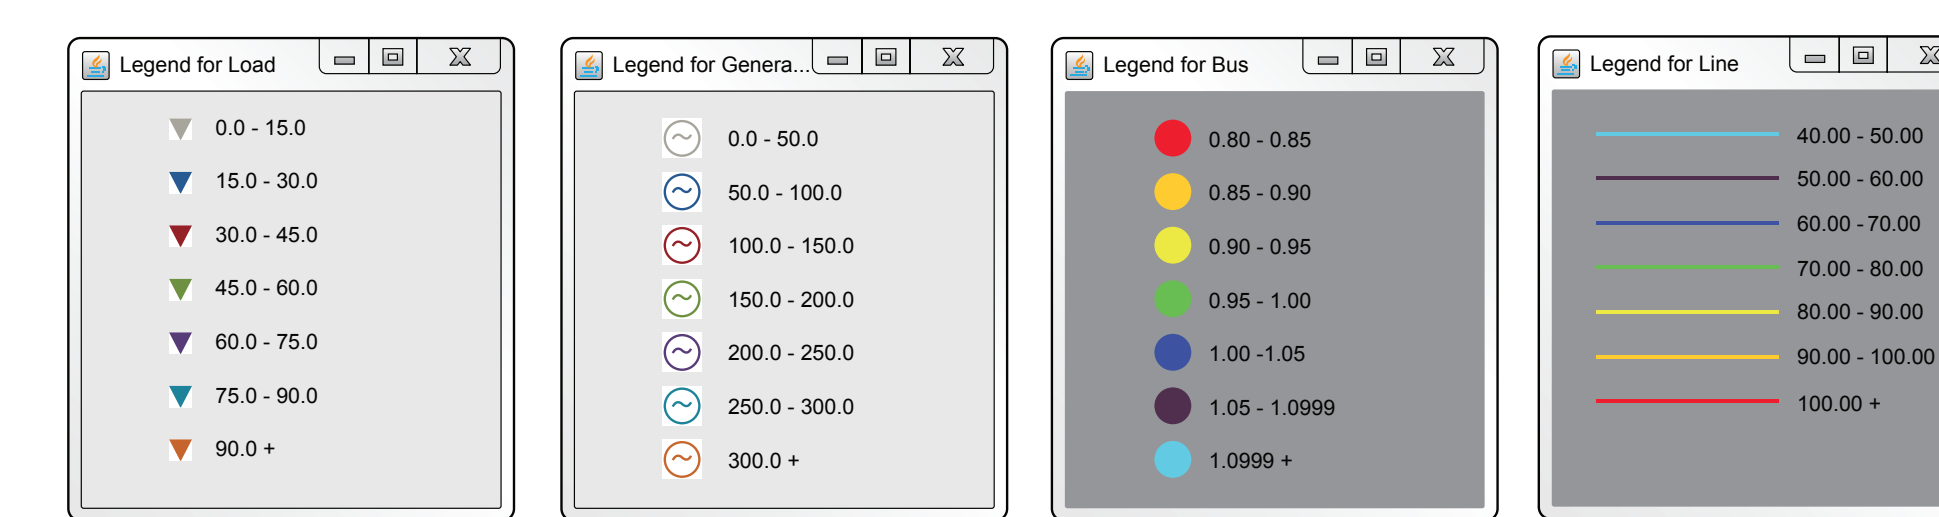 Legend for Load
0.0 - 15.0
15.0 - 30.0
30.0 - 45.0
45.0 - 60.0
60.0 - 75.0
75.0 - 90.0
90.0 +
Legend for Genera...
0.0 - 50.0
50.0 - 100.0
100.0 - 150.0
150.0 - 200.0
200.0 - 250.0
250.0 - 300.0
300.0 +
Legend for Bus
0.80 - 0.85
0.85 - 0.90
0.90 - 0.95
0.95 - 1.00
1.00 -1.05
1.05 - 1.0999
1.0999 +
Legend for Line
40.00 - 50.00
50.00 - 60.00
60.00 - 70.00
70.00 - 80.00
80.00 - 90.00
90.00 - 100.00
100.00 +